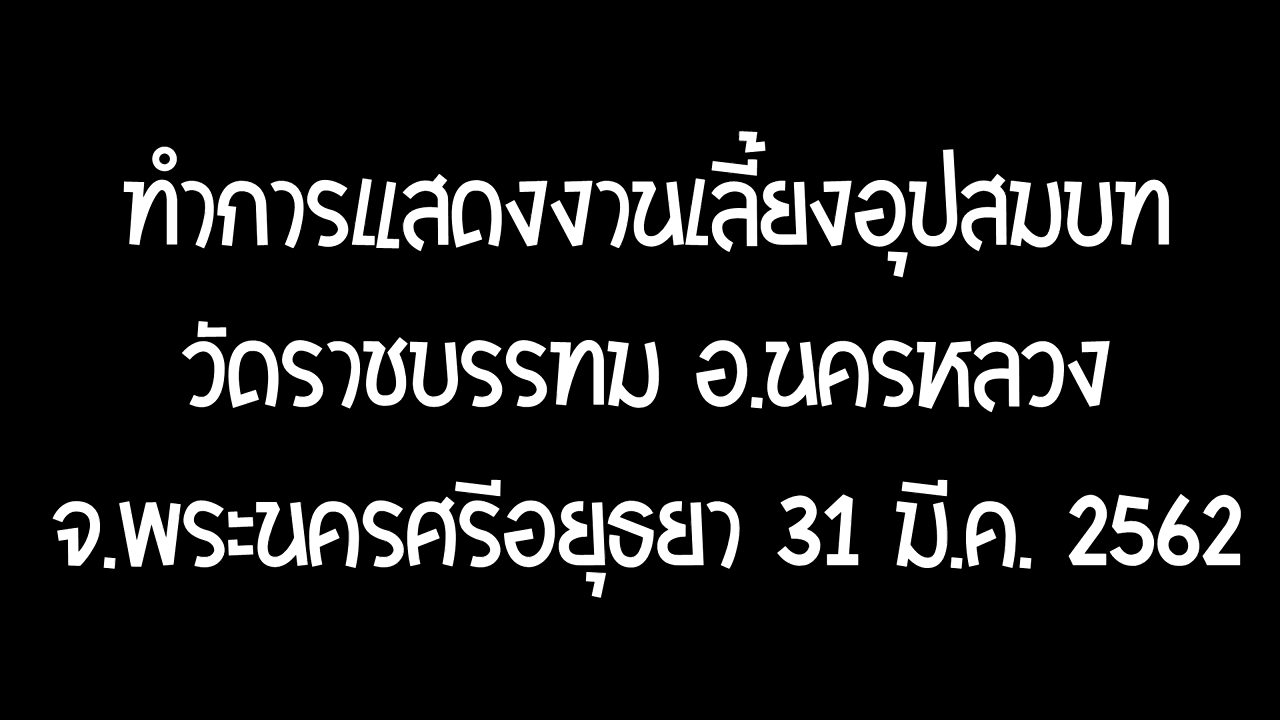 ทำการแสดงงานเลี้ยงอุปสมบท
วัดราชบรรทม อ.นครหลวง
จ.พระนครศรีอยุธยา 31 มี.ค. 2562